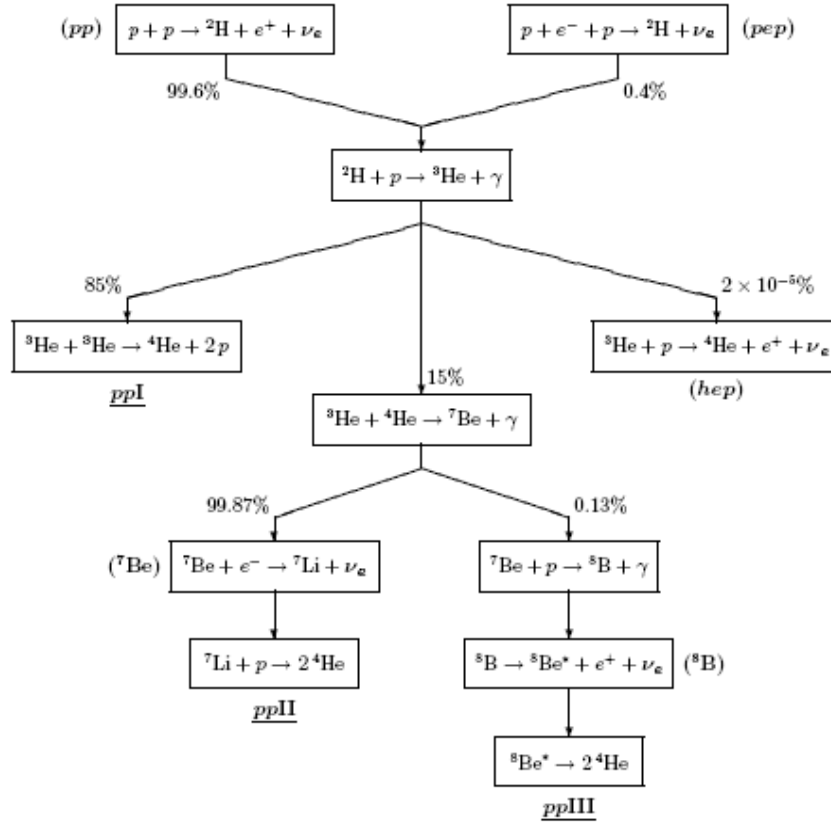 (pp) p + p → ²H + e⁺ + νₑ
p + e⁻ + p → ²H + νₑ (pep)
99.6%
0.4%
²H + p → ³He + γ
85%
2 × 10⁻⁵%
³He + ³He → ⁴He + 2 p
³He + p → ⁴He + e⁺ + νₑ
ppI
15%
(hep)
³He + ⁴He → ⁷Be + γ
99.87%
0.13%
(⁷Be) ⁷Be + e⁻ → ⁷Li + νₑ
⁷Be + p → ⁸B + γ
⁷Li + p → 2 ⁴He
⁸B → ⁸Be* + e⁺ + νₑ (⁸B)
ppII
⁸Be* → 2 ⁴He
ppIII